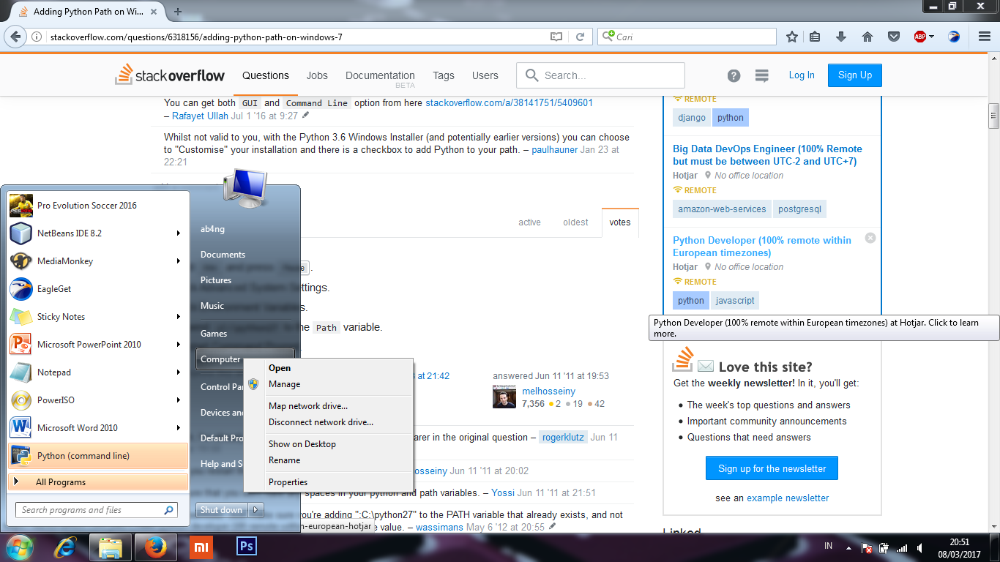 Adding Python Path on Wi...
stackoverflow.com/questions/6318156/adding-python-path-on-windows-7
Cari
ABP
stackoverflow
Questions
Jobs
Documentation
BETA
Tags
Users
Search...
Log In
Sign Up
You can get both GUI and Command Line option from here stackoverflow.com/a/38141751/5409601
– Rafayet Ullah Jul 1 '16 at 9:27
Whilst not valid to you, with the Python 3.6 Windows Installer (and potentially earlier versions) you can choose
to "Customise" your installation and there is a checkbox to add Python to your path. – paulhauner Jan 23 at
22:21
active
oldest
votes
and press
.
Advanced System Settings.
the Path variable.
at 21:42
answered Jun 11 '11 at 19:53
melhosseiny
7,356 2 19 42
in the original question – rogerklutz Jun 11
Jun 11 '11 at 20:02
spaces in your python and path variables. – Yossi Jun 11 '11 at 21:51
you're adding ";C:\python27" to the PATH variable that already exists, and not
value. – wassimans May 6 '12 at 20:55
n-european-hotjar
REMOTE
django
python
Big Data DevOps Engineer (100% Remote
but must be between UTC-2 and UTC+7)
Hotjar No office location
REMOTE
amazon-web-services
postgresql
Python Developer (100% remote within
European timezones)
Hotjar No office location
REMOTE
python
javascript
Python Developer (100% remote within European timezones) at Hotjar. Click to learn
more.
Love this site?
Get the weekly newsletter! In it, you'll get:
The week's top questions and answers
Important community announcements
Questions that need answers
Sign up for the newsletter
see an example newsletter
Linked
Pro Evolution Soccer 2016
NetBeans IDE 8.2
MediaMonkey
EagleGet
Sticky Notes
Microsoft PowerPoint 2010
Notepad
PowerISO
Microsoft Word 2010
Python (command line)
All Programs
Search programs and files
ab4ng
Documents
Pictures
Music
Games
Computer
Control Pa
Devices an
Default Pro
Help and S
Shut down
Open
Manage
Map network drive...
Disconnect network drive...
Show on Desktop
Rename
Properties
mi
Ps
IN
20:51
08/03/2017